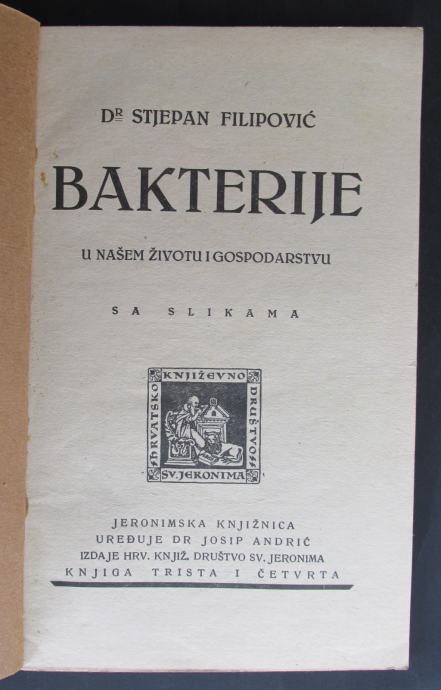 DR STJEPAN FILIPOVIĆ
BAKTERIJE
U NAŠEM ŽIVOTU I GOSPODARSTVU
SA SLIKAMA
HRVATSKO
KNJIŽEVNO
DRUŠTVO
SV. JERONIMA
JERONIMSKA KNJIŽNICA
UREĐUJE DR JOSIP ANDRIĆ
IZDAJE HRV. KNJIŽ. DRUŠTVO SV. JERONIMA
KNJIGA TRISTA I ČETVRTA